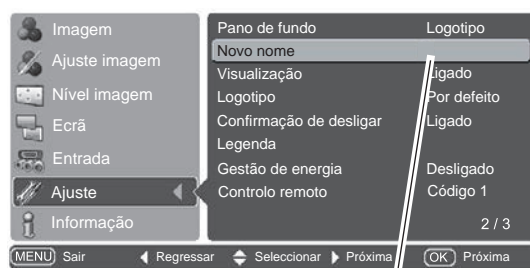 Imagem
Ajuste imagem
Nível imagem
Ecrã
Entrada
Ajuste
Informação
Pano de fundo Logotipo
Novo nome
Visualização Ligado
Logotipo Por defeito
Confirmação de desligar Ligado
Legenda
Gestão de energia Desligado
Controlo remoto Código 1
2 / 3
MENU Sair Regressar Seleccionar Próxima OK Próxima